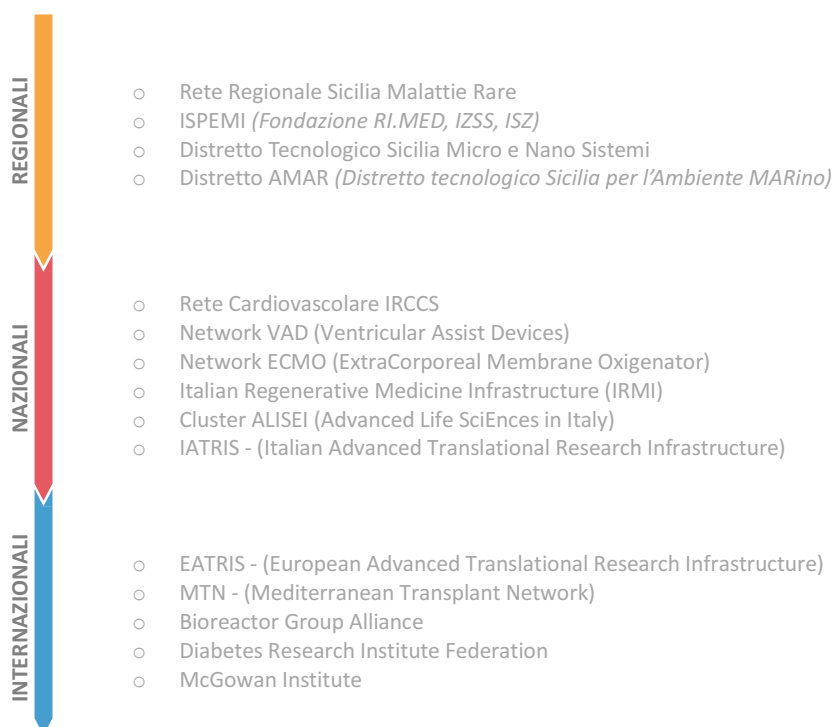 REGIONALI
○ Rete Regionale Sicilia Malattie Rare
○ ISPEMI (Fondazione RI.MED, IZSS, ISZ)
○ Distretto Tecnologico Sicilia Micro e Nano Sistemi
○ Distretto AMAR (Distretto tecnologico Sicilia per l’Ambiente MARino)
NAZIONALI
○ Rete Cardiovascolare IRCCS
○ Network VAD (Ventricular Assist Devices)
○ Network ECMO (ExtraCorporeal Membrane Oxigenator)
○ Italian Regenerative Medicine Infrastructure (IRMI)
○ Cluster ALISEI (Advanced Life SciEnces in Italy)
○ IATRIS - (Italian Advanced Translational Research Infrastructure)
INTERNAZIONALI
○ EATRIS - (European Advanced Translational Research Infrastructure)
○ MTN - (Mediterranean Transplant Network)
○ Bioreactor Group Alliance
○ Diabetes Research Institute Federation
○ McGowan Institute